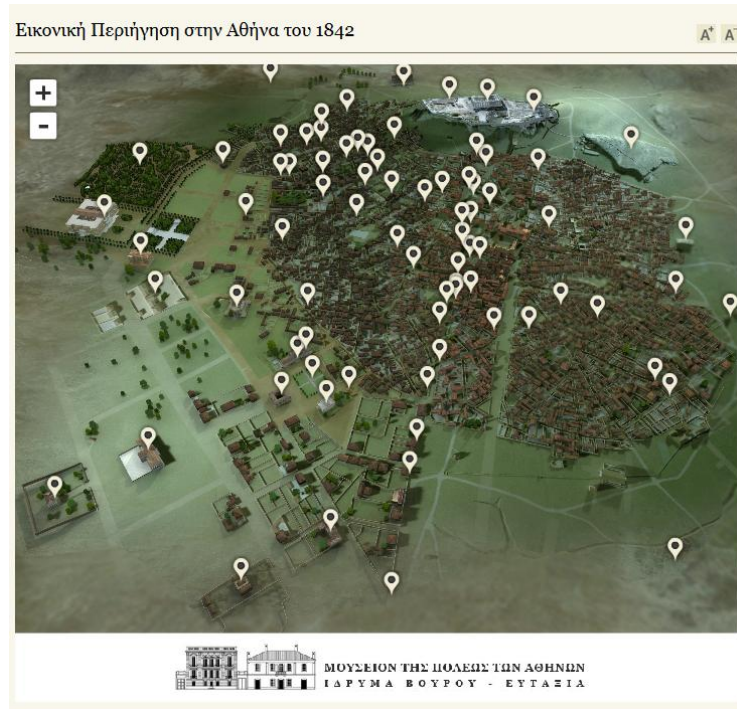 Εικονική Περιήγηση στην Αθήνα του 1842
A+ A-
+
-
ΜΟΥΣΕΙΟΝ ΤΗΣ ΠΟΛΕΩΣ ΤΩΝ ΑΘΗΝΩΝ
ΙΔΡΥΜΑ ΒΟΥΡΟΥ - ΕΥΤΑΞΙΑ